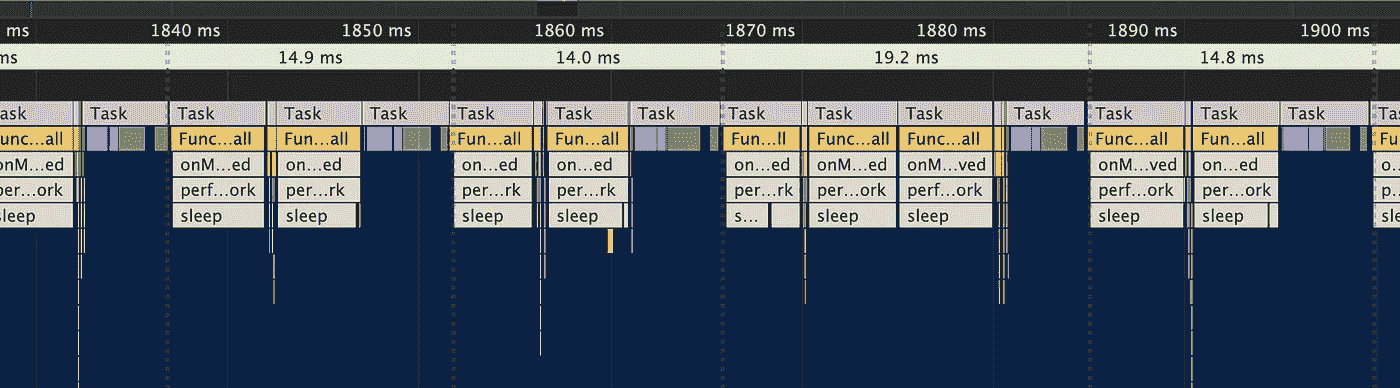 ms 1840 ms 1850 ms 1860 ms 1870 ms 1880 ms 1890 ms 1900 ms
ms 14.9 ms 14.0 ms 19.2 ms 14.8 ms
ask Task Task Task Task Task Task Task Task Task Task Task Task Task Task Ta
unc...all Func...all Fun...all Fun...all Fun...all Fun...ll Func...all Func...all Func...all Fun...all Fu
onM...ed onM...ed on...ed on...ed on...ed on...ed onM...ed onM...ved onM...ved on...ed o...
per...ork perf...ork per...rk per...rk per...rk per...rk per...ork perf...ork perf...ork per...ork p...
sleep sleep sleep sleep sleep s... sleep sleep sleep sleep sle